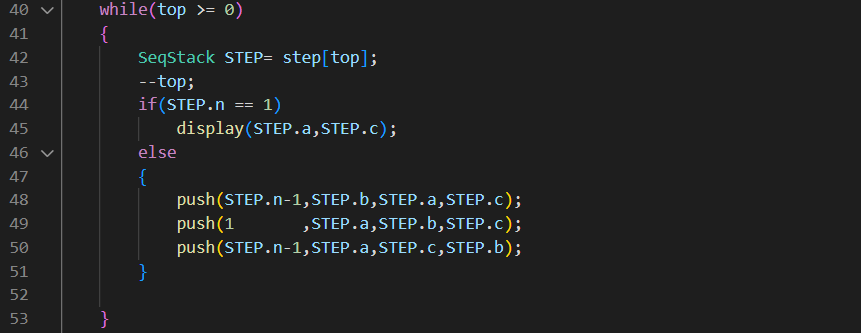 40 while(top >= 0)
41 {
42 SeqStack STEP= step[top];
43 --top;
44 if(STEP.n == 1)
45 display(STEP.a,STEP.c);
46 else
47 {
48 push(STEP.n-1,STEP.b,STEP.a,STEP.c);
49 push(1       ,STEP.a,STEP.b,STEP.c);
50 push(STEP.n-1,STEP.a,STEP.c,STEP.b);
51 }
52
53 }